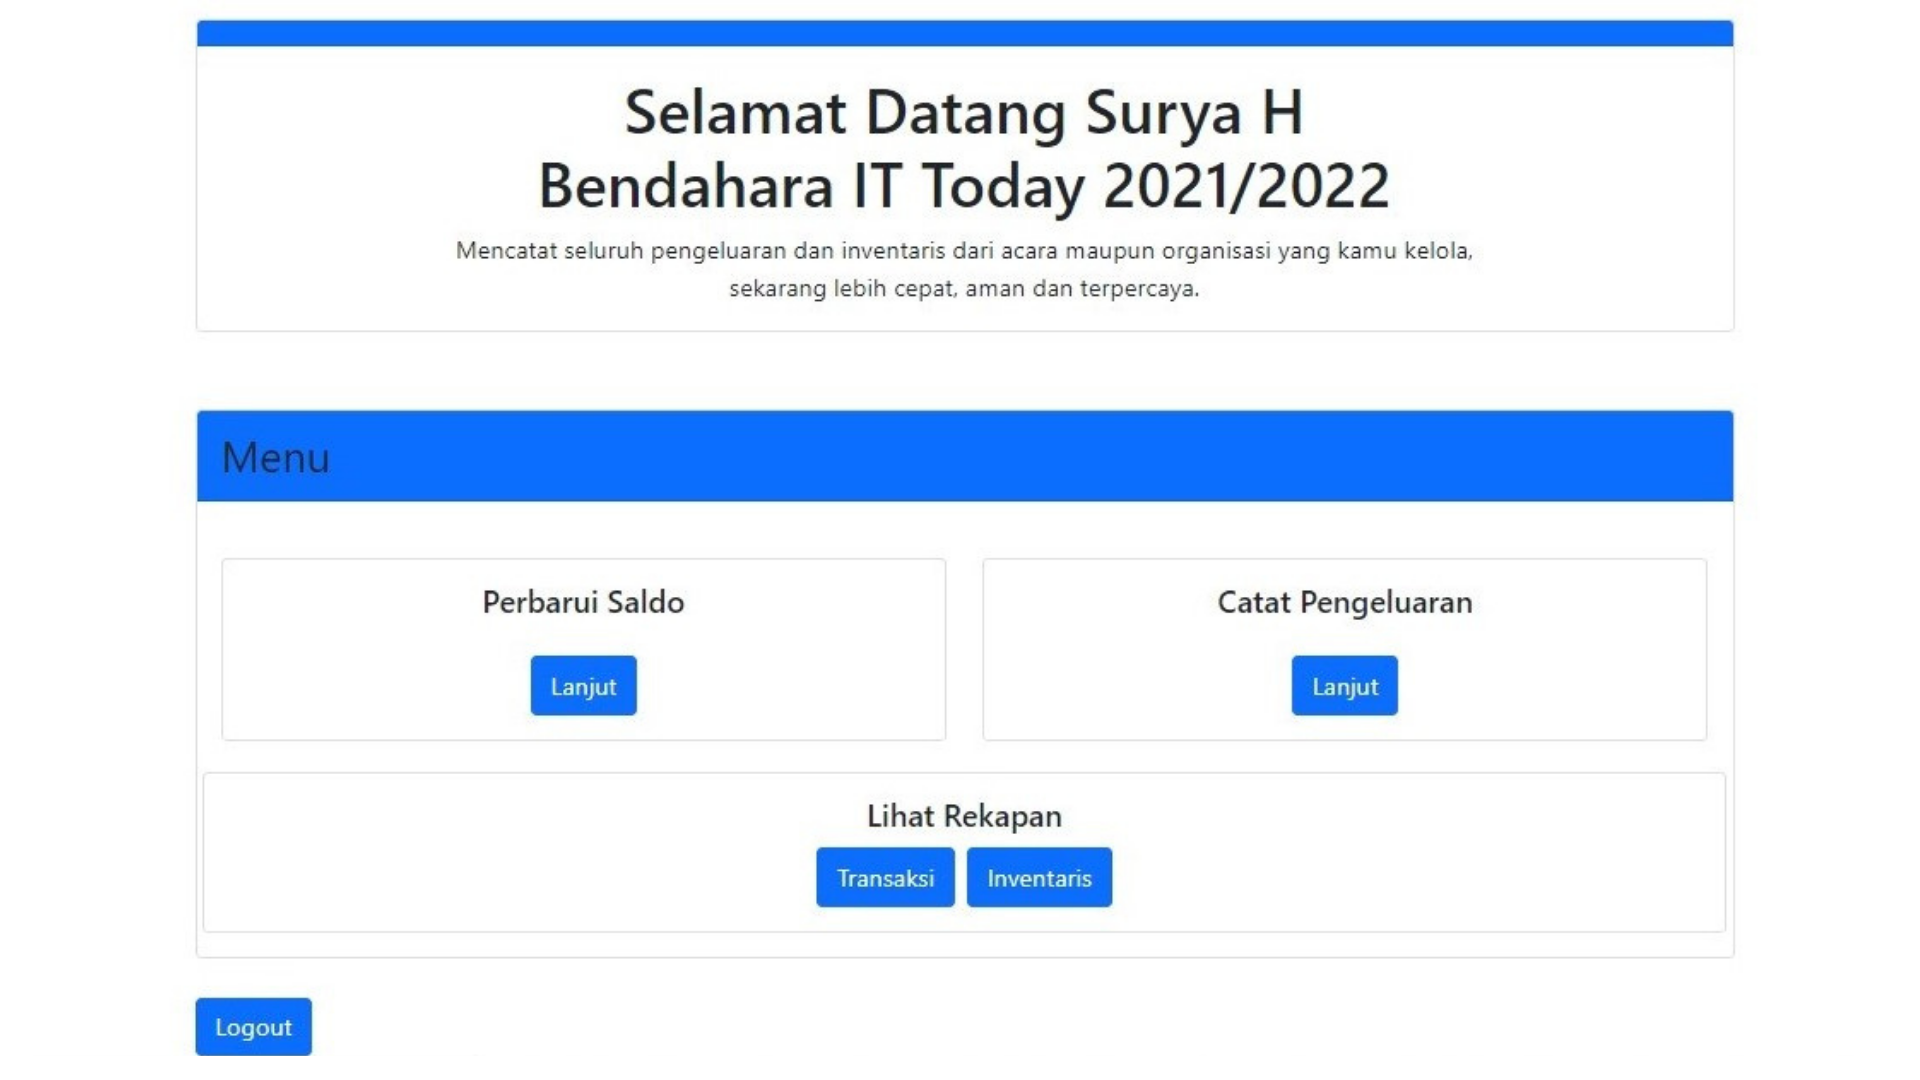 Selamat Datang Surya H
Bendahara IT Today 2021/2022
Mencatat seluruh pengeluaran dan inventaris dari acara maupun organisasi yang kamu kelola,
sekarang lebih cepat, aman dan terpercaya.
Menu
Perbarui Saldo
Lanjut
Catat Pengeluaran
Lanjut
Lihat Rekapan
Transaksi Inventaris
Logout